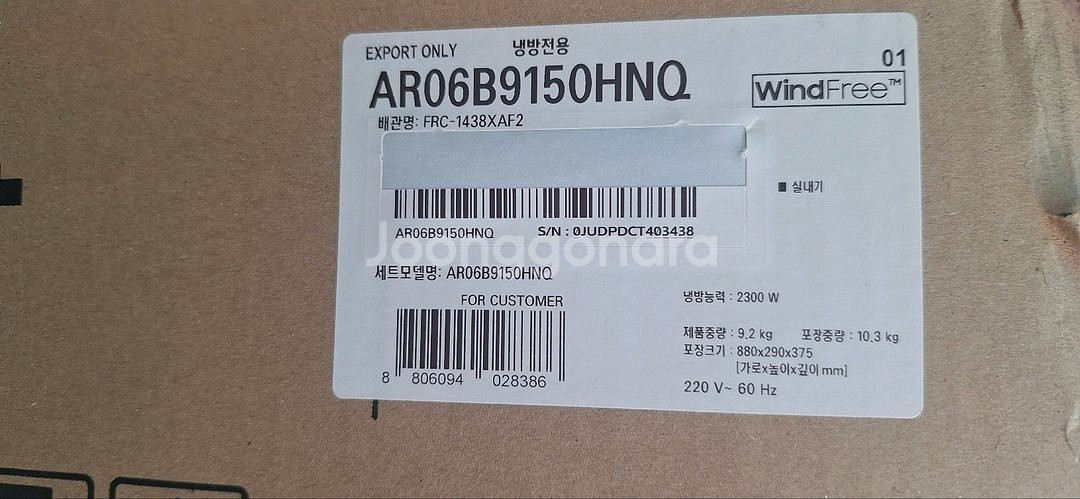 EXPORT ONLY 냉방전용
01
AR06B9150HNQ
WindFree™
배관명: FRC-1438XAF2
■ 실내기
AR06B9150HNQ S/N : 0JUDPDCT403438
Joongonara
세트모델명: AR06B9150HNQ
FOR CUSTOMER
8 806094 028386
냉방능력 : 2300 W
제품중량 : 9.2 kg 포장중량 : 10.3 kg
포장크기 : 880x290x375
[가로x높이x깊이 mm]
220 V~ 60 Hz